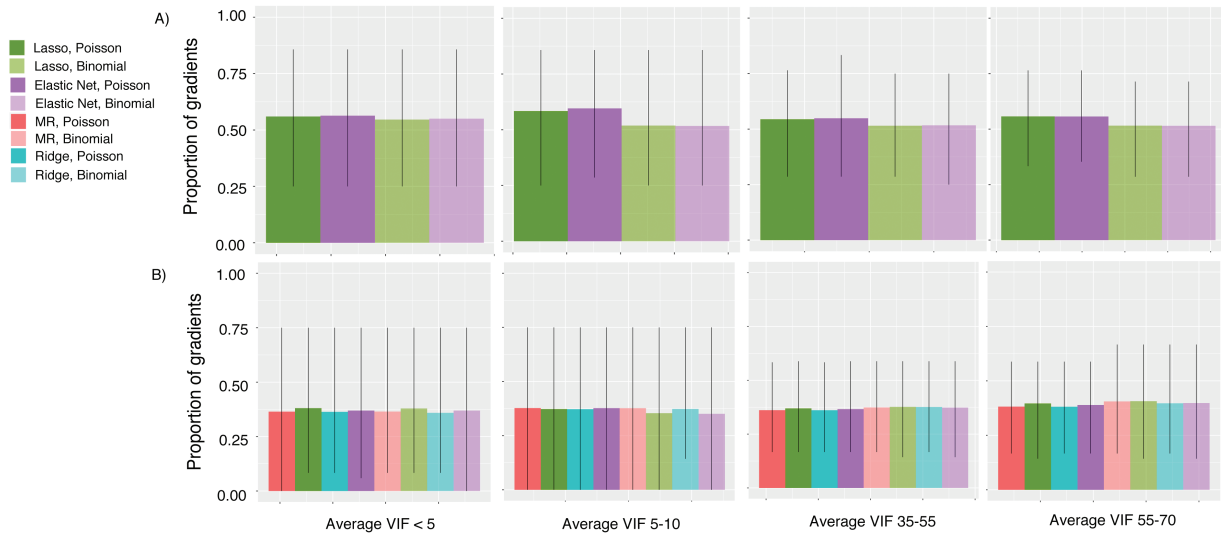 A)
Lasso, Poisson
Lasso, Binomial
Elastic Net, Poisson
Elastic Net, Binomial
MR, Poisson
MR, Binomial
Ridge, Poisson
Ridge, Binomial
Proportion of gradients
1.00
0.75
0.50
0.25
0.00
B)
Proportion of gradients
1.00
0.75
0.50
0.25
0.00
Average VIF < 5
Average VIF 5-10
Average VIF 35-55
Average VIF 55-70